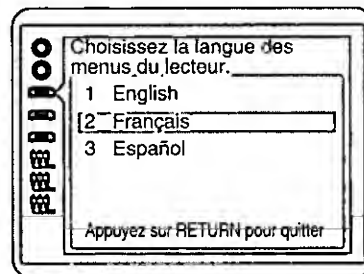 Choisissez la langue des
menus du lecteur.
1 English
2 Français
3 Español
Appuyez sur RETURN pour quitter